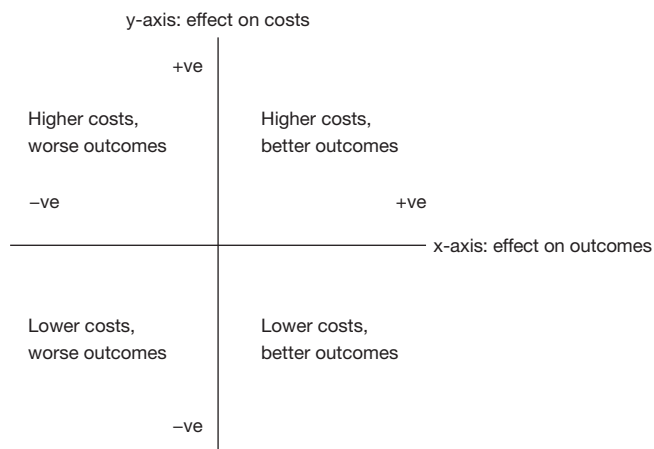 y-axis: effect on costs
+ve
Higher costs,
worse outcomes
Higher costs,
better outcomes
–ve
+ve
x-axis: effect on outcomes
Lower costs,
worse outcomes
Lower costs,
better outcomes
–ve